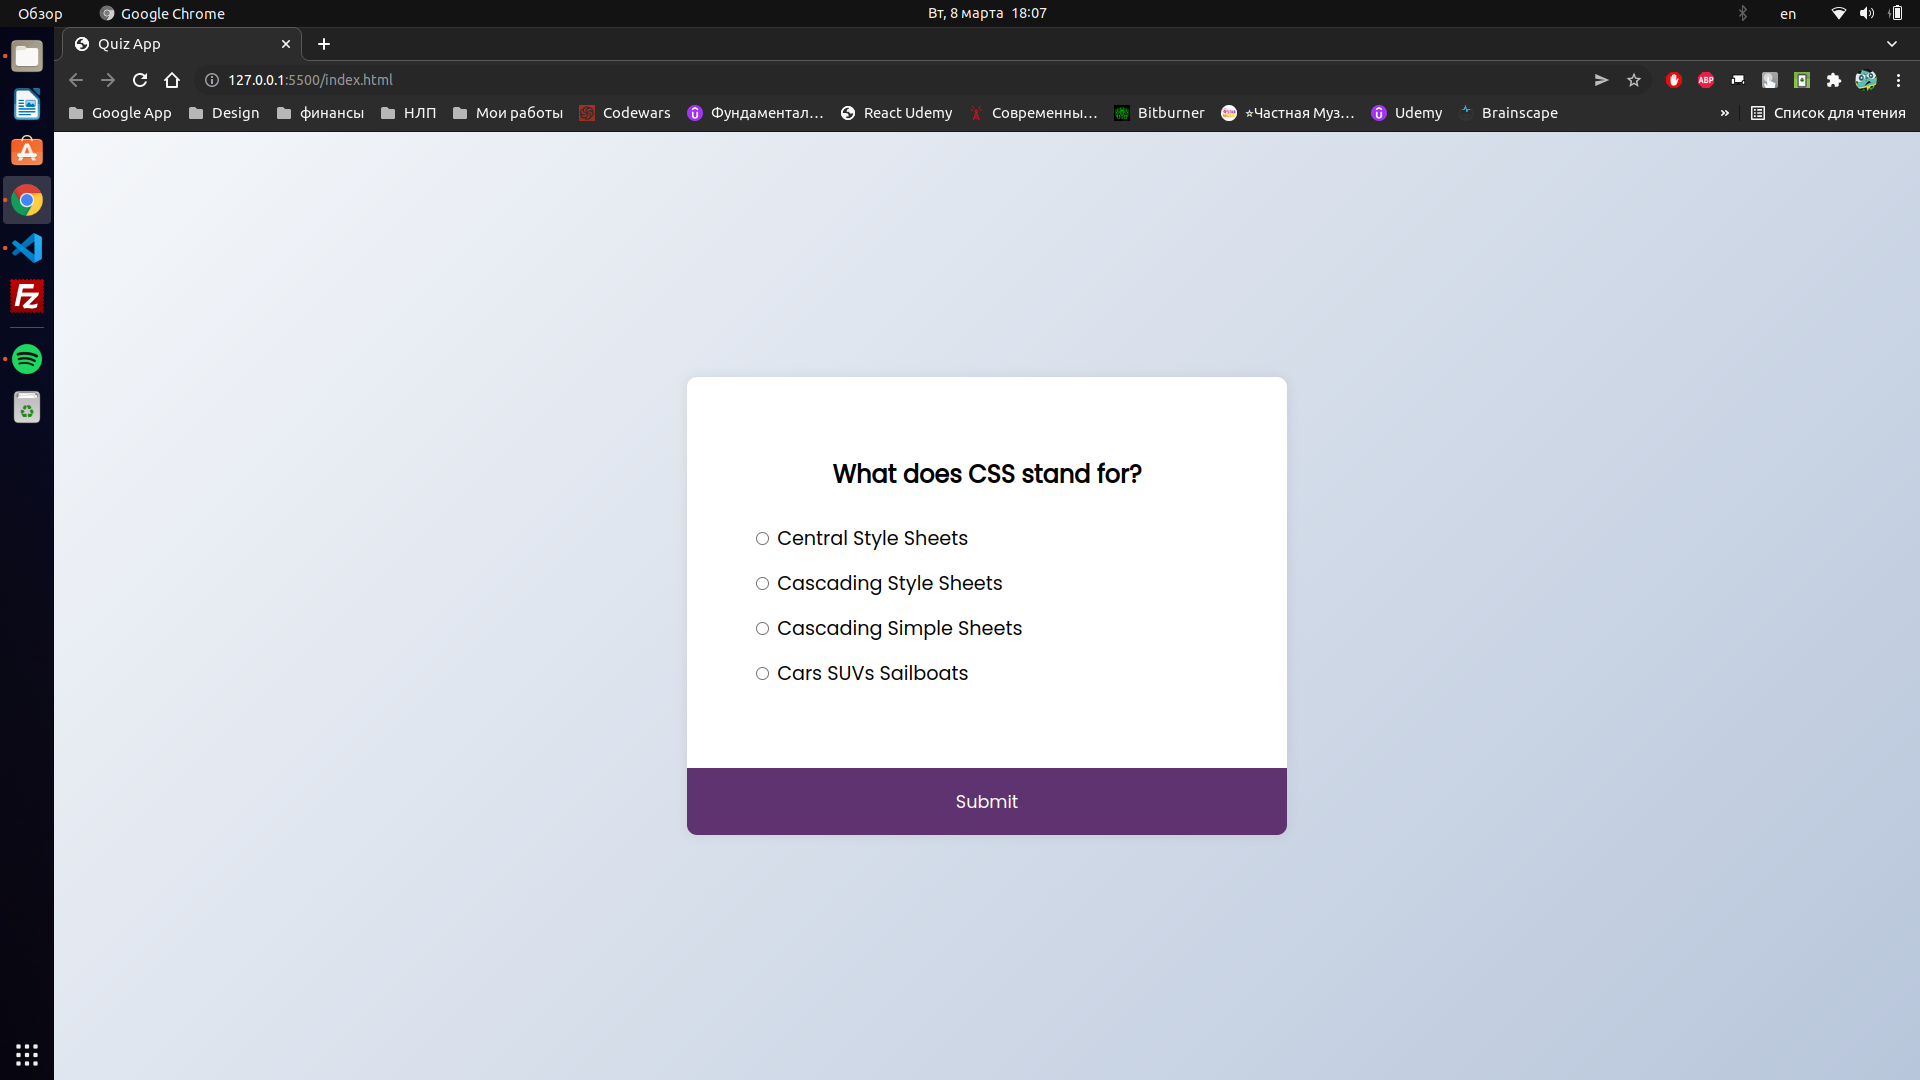 Обзор Google Chrome Вт, 8 марта 18:07 en
Quiz App
127.0.0.1:5500/index.html ABP
Google App Design финансы НЛП Мои работы Codewars Фундаментал... React Udemy Современны... Bitburner ☆Частная Муз... Udemy Brainscape » Список для чтения
Fz
What does CSS stand for?
Central Style Sheets
Cascading Style Sheets
Cascading Simple Sheets
Cars SUVs Sailboats
Submit